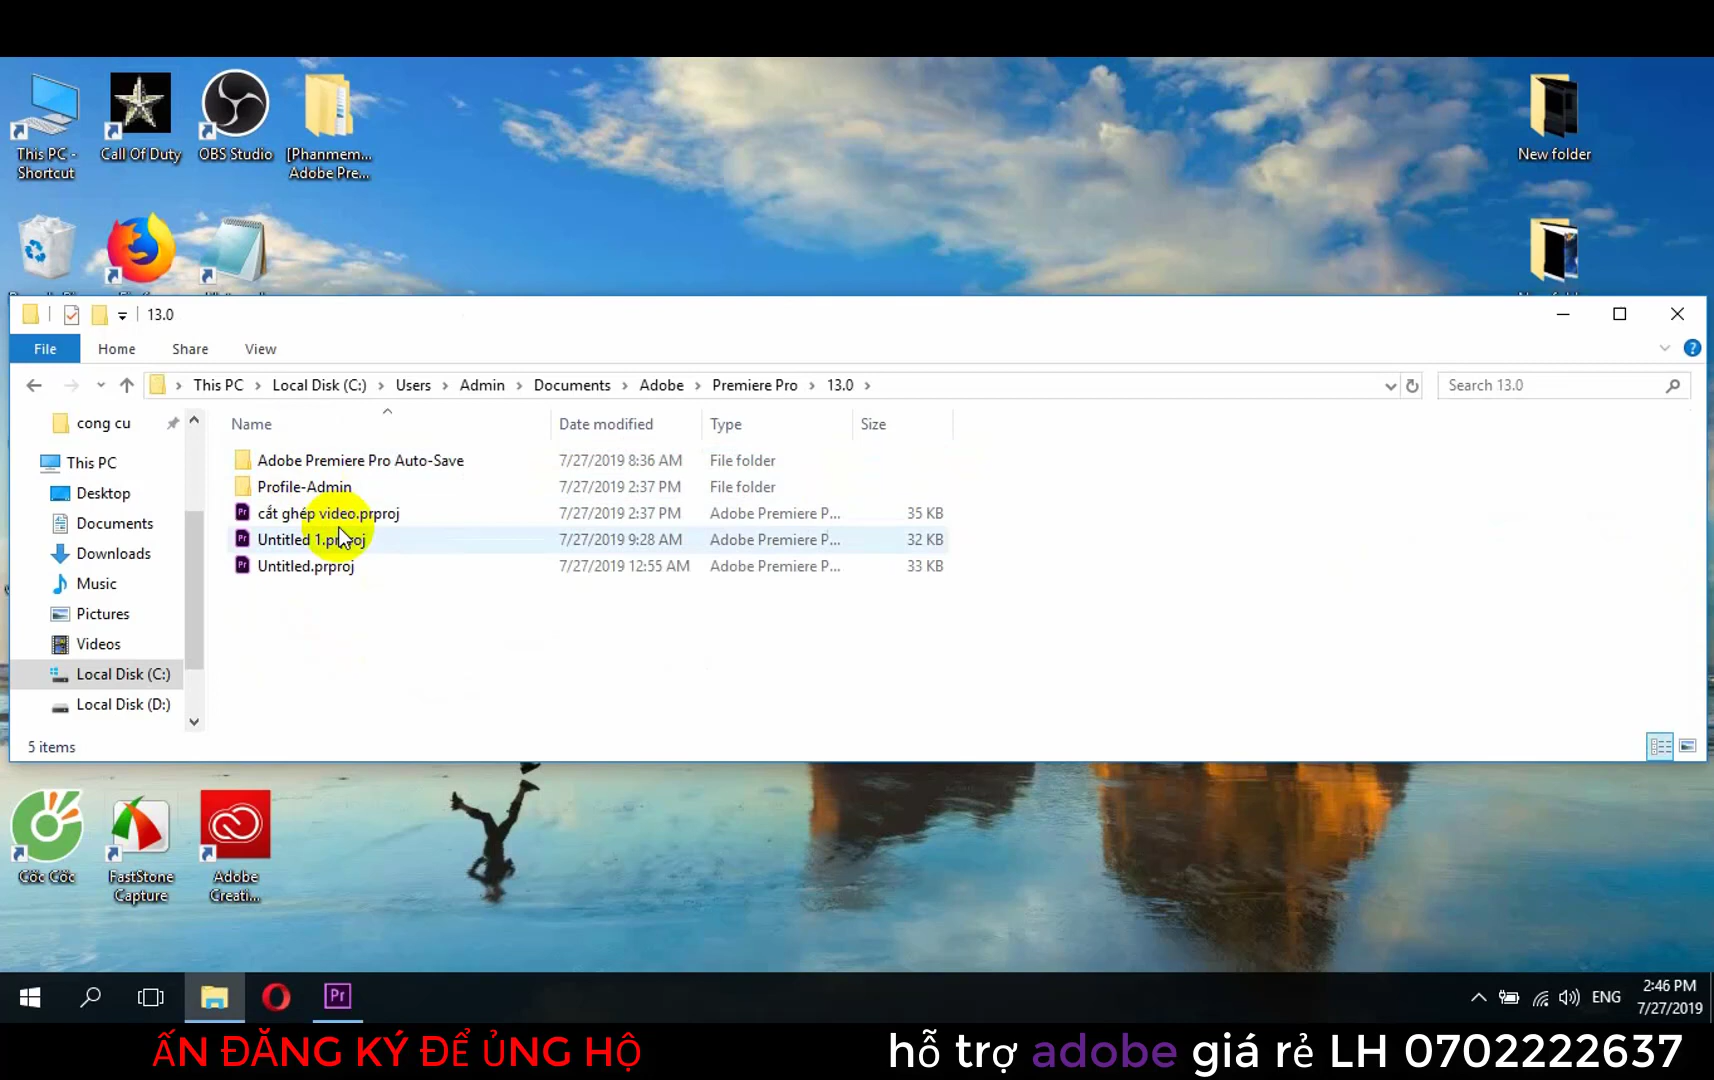 This PC -
Shortcut
Call Of Duty
OBS Studio
[Phanmem...
Adobe Pre...
New folder
13.0
File
Home
Share
View
This PC
Local Disk (C:)
Users
Admin
Documents
Adobe
Premiere Pro
13.0
Search 13.0
cong cu
This PC
Desktop
Documents
Downloads
Music
Pictures
Videos
Local Disk (C:)
Local Disk (D:)
Name Date modified Type Size
Adobe Premiere Pro Auto-Save 7/27/2019 8:36 AM File folder
Profile-Admin 7/27/2019 2:37 PM File folder
cắt ghép video.prproj 7/27/2019 2:37 PM Adobe Premiere P... 35 KB
Untitled 1.prproj 7/27/2019 9:28 AM Adobe Premiere P... 32 KB
Untitled.prproj 7/27/2019 12:55 AM Adobe Premiere P... 33 KB
5 items
Cốc Cốc
FastStone
Capture
Adobe
Creati...
ENG
2:46 PM
7/27/2019
ẤN ĐĂNG KÝ ĐỂ ỦNG HỘ
hỗ trợ adobe giá rẻ LH 0702222637